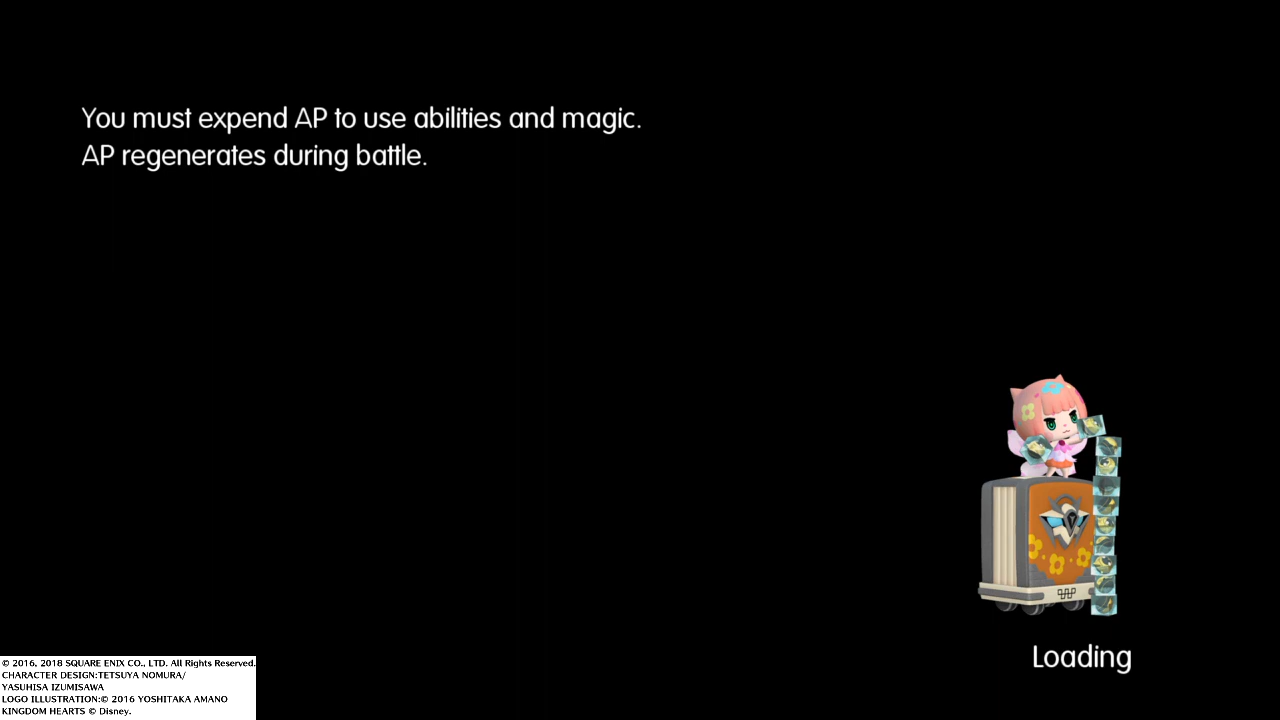 You must expend AP to use abilities and magic.
AP regenerates during battle.
Loading
© 2016, 2018 SQUARE ENIX CO., LTD. All Rights Reserved.
CHARACTER DESIGN:TETSUYA NOMURA/
YASUHISA IZUMISAWA
LOGO ILLUSTRATION:© 2016 YOSHITAKA AMANO
KINGDOM HEARTS © Disney.